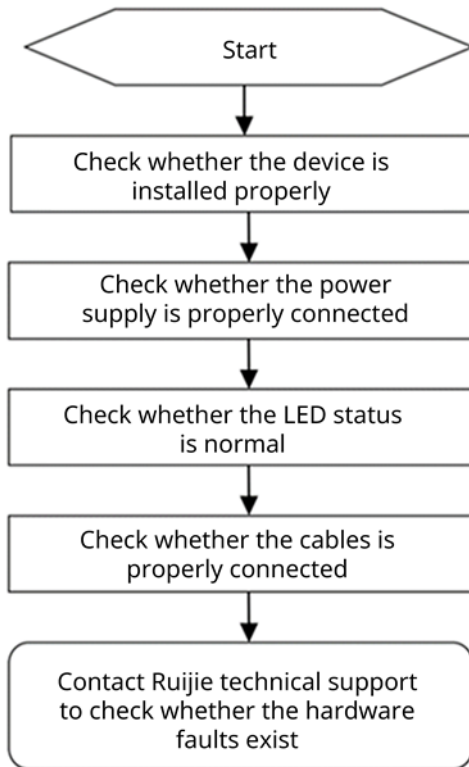 Start
Check whether the device is
installed properly
Check whether the power
supply is properly connected
Check whether the LED status
is normal
Check whether the cables is
properly connected
Contact Ruijie technical support
to check whether the hardware
faults exist